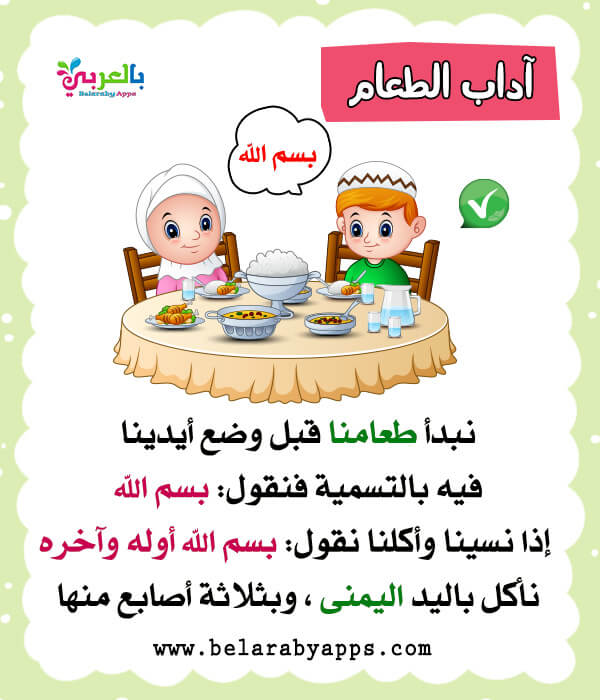 آداب الطعام
بالعربي
Belaraby Apps
بسم الله
نبدأ طعامنا قبل وضع أيدينا
فيه بالتسمية فنقول: بسم الله
إذا نسينا وأكلنا نقول: بسم الله أوله وآخره
نأكل باليد اليمنى ، وبثلاثة أصابع منها
www.belarabyapps.com